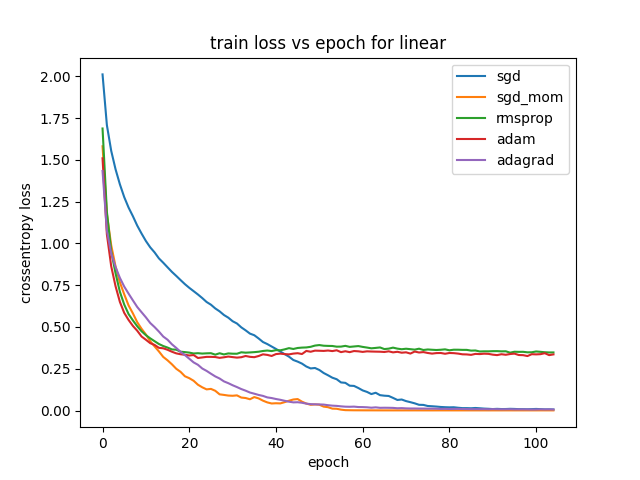 train loss vs epoch for linear
2.00
1.75
1.50
1.25
1.00
0.75
0.50
0.25
0.00
crossentropy loss
sgd
sgd_mom
rmsprop
adam
adagrad
0 20 40 60 80 100
epoch